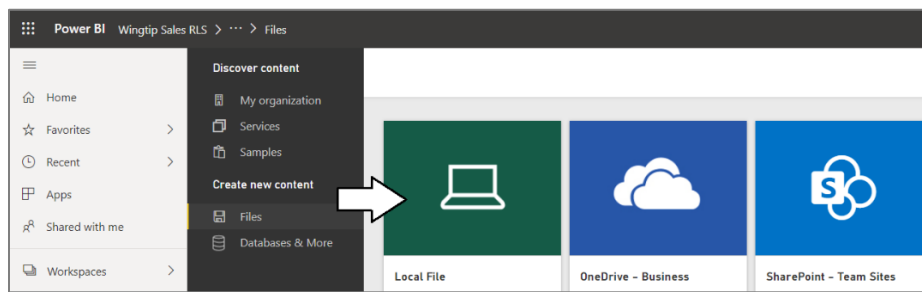 Power BI Wingtip Sales RLS > ··· > Files
Home
Favorites >
Recent >
Apps
Shared with me
Workspaces >
Discover content
My organization
Services
Samples
Create new content
Files
Databases & More
S
Local File
OneDrive – Business
SharePoint – Team Sites